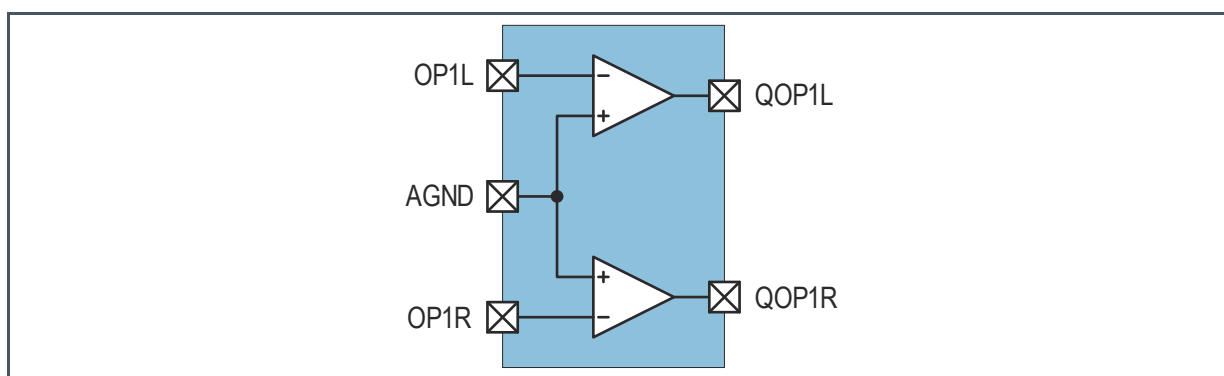 OP1L
−
QOP1L
+
AGND
+
QOP1R
OP1R
−